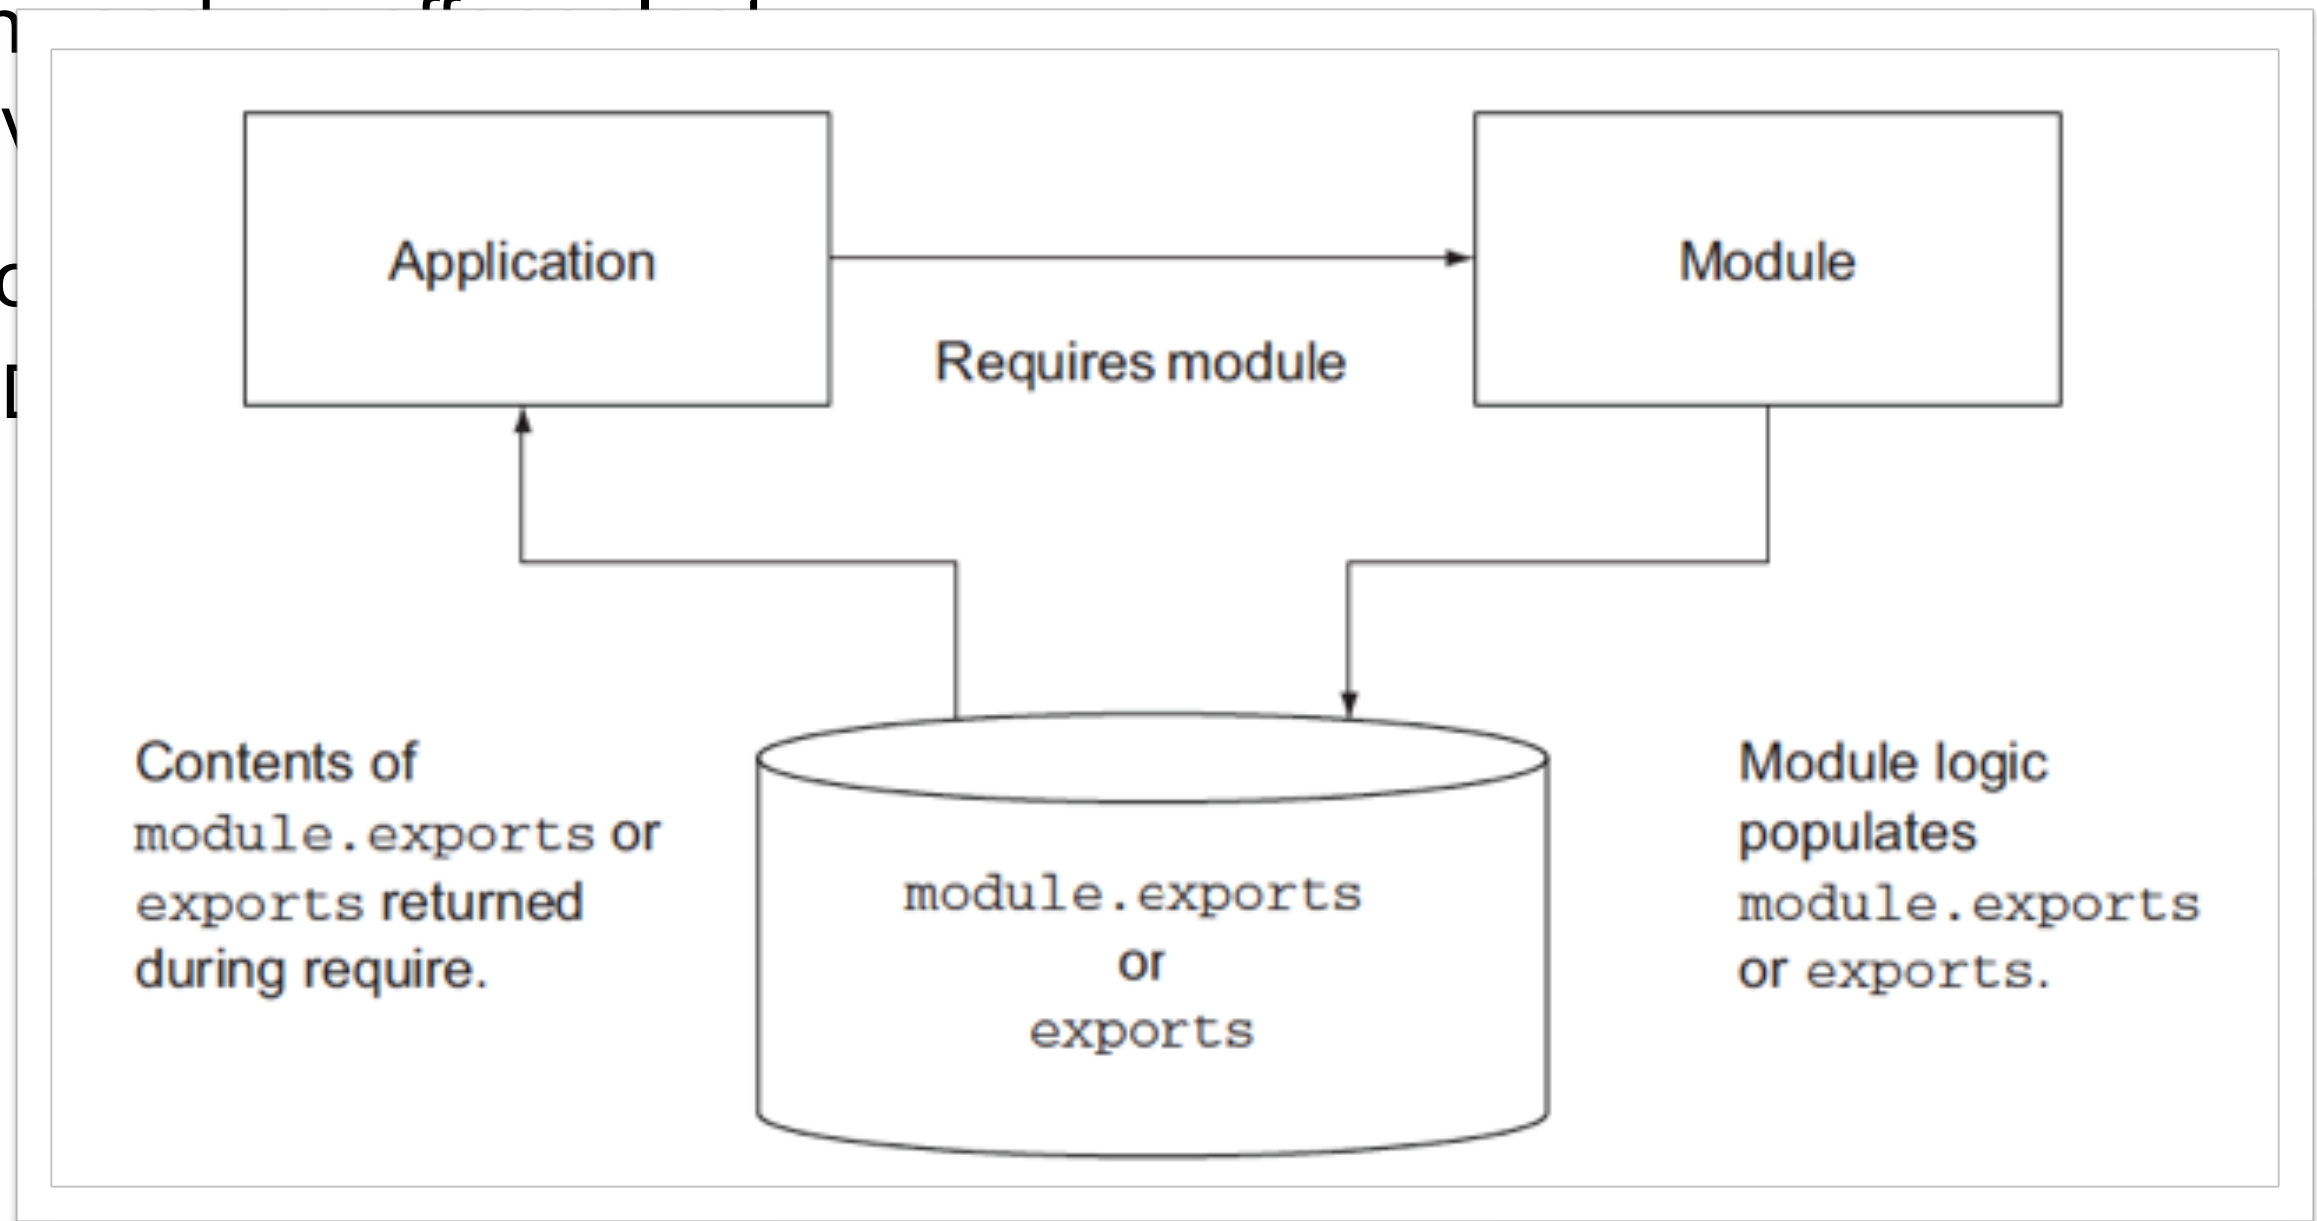 Application
Module
Requires module
Contents of
module.exports or
exports returned
during require.
module.exports
or
exports
Module logic
populates
module.exports
or exports.